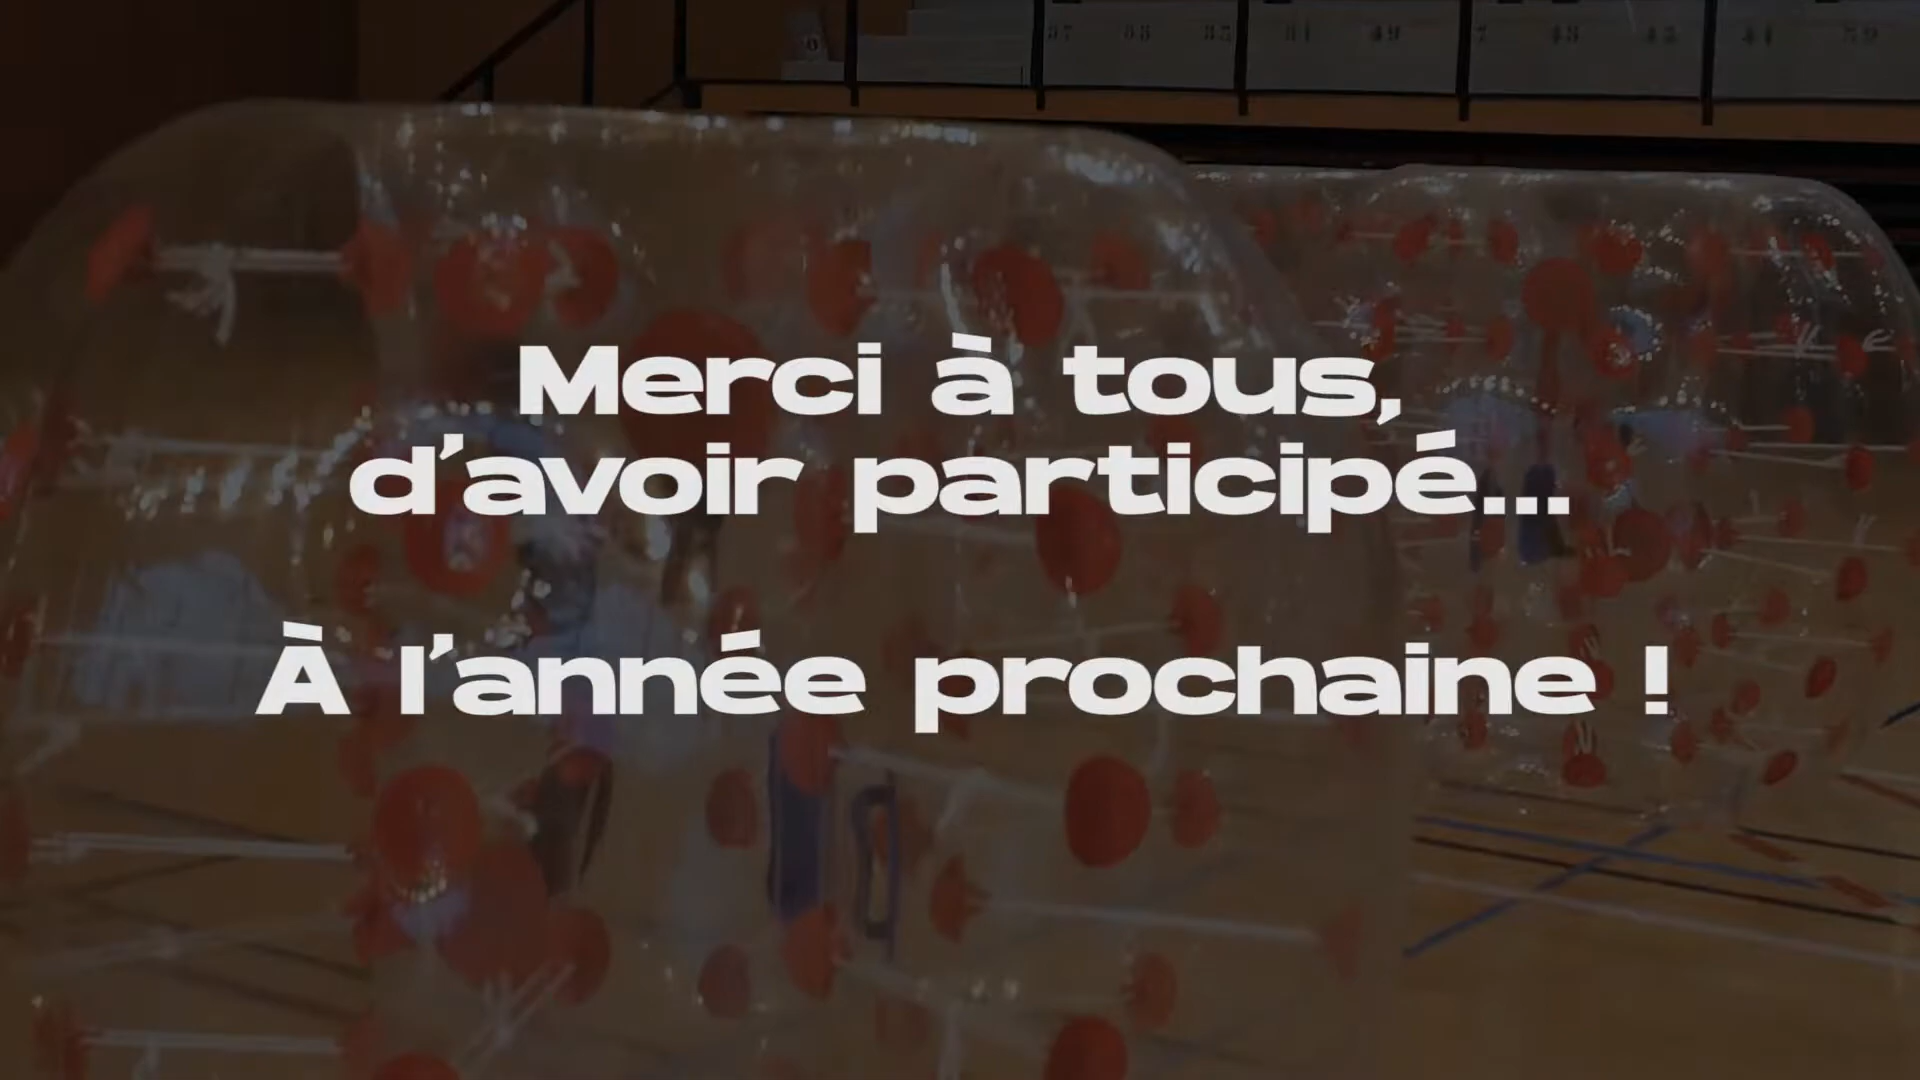 Merci à tous,
d'avoir participé...
À l'année prochaine !